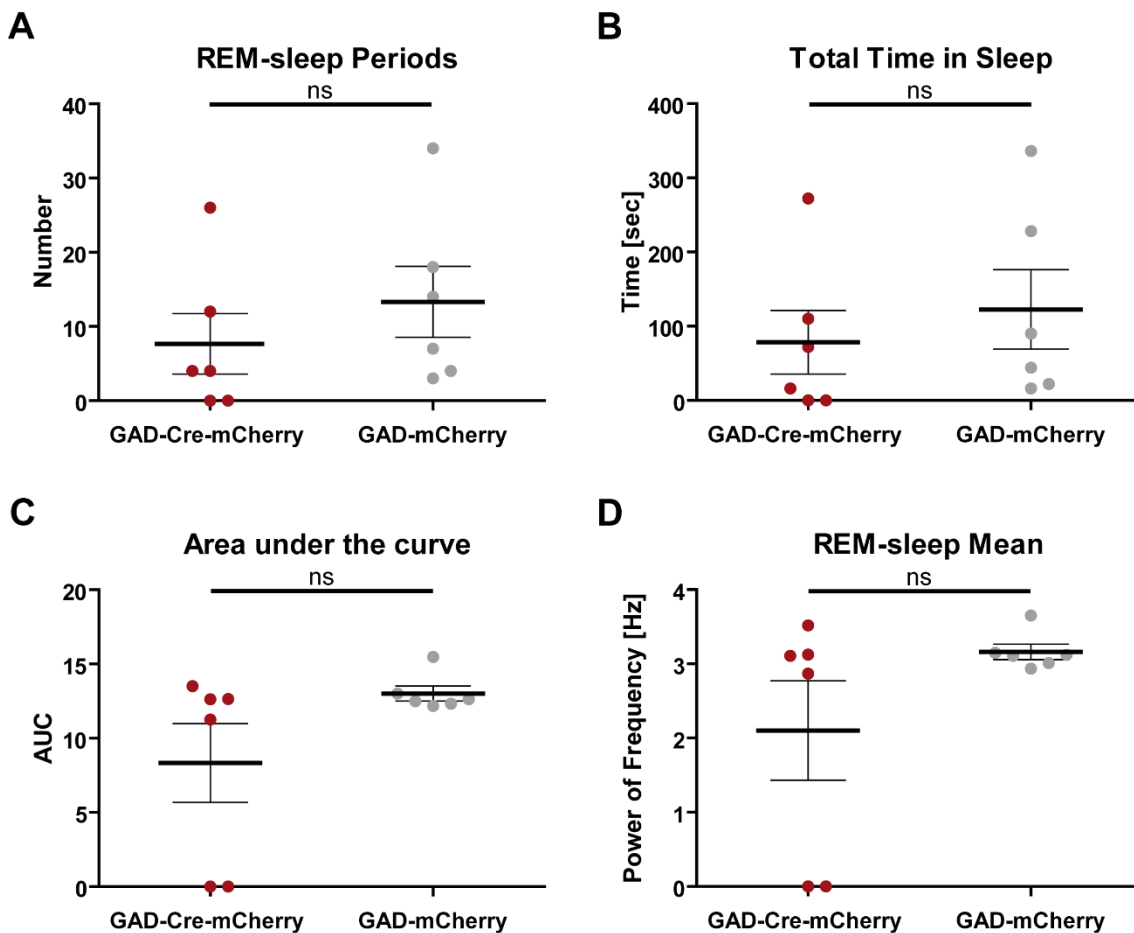 A
REM-sleep Periods
ns
40
30
20
10
0
Number
GAD-Cre-mCherry
GAD-mCherry
B
Total Time in Sleep
ns
400
300
200
100
0
Time [sec]
GAD-Cre-mCherry
GAD-mCherry
C
Area under the curve
ns
20
15
10
5
0
AUC
GAD-Cre-mCherry
GAD-mCherry
D
REM-sleep Mean
ns
4
3
2
1
0
Power of Frequency [Hz]
GAD-Cre-mCherry
GAD-mCherry